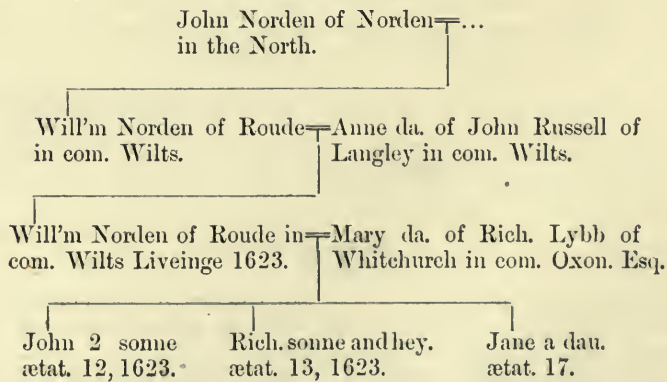 John Norden of Norden=...
in the North.
Will'm Norden of Roude=Anne da. of John Russell of
in com. Wilts. Langley in com. Wilts.
Will'm Norden of Roude in=Mary da. of Rich. Lybb of
com. Wilts Liveinge 1623. Whitchurch in com. Oxon. Esq.
John 2 sonne Rich. sonne and hey. Jane a dau.
ætat. 12, 1623. ætat. 13, 1623. ætat. 17.